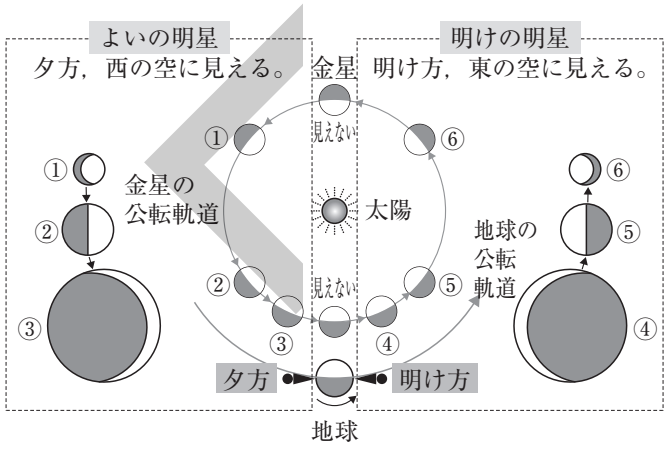 よいの明星
夕方，西の空に見える。
金星
明けの明星
明け方，東の空に見える。
①
見えない
⑥
①
金星の
公転軌道
②
太陽
⑥
地球の
公転
軌道
⑤
②
見えない
⑤
③
③
④
④
夕方
明け方
地球